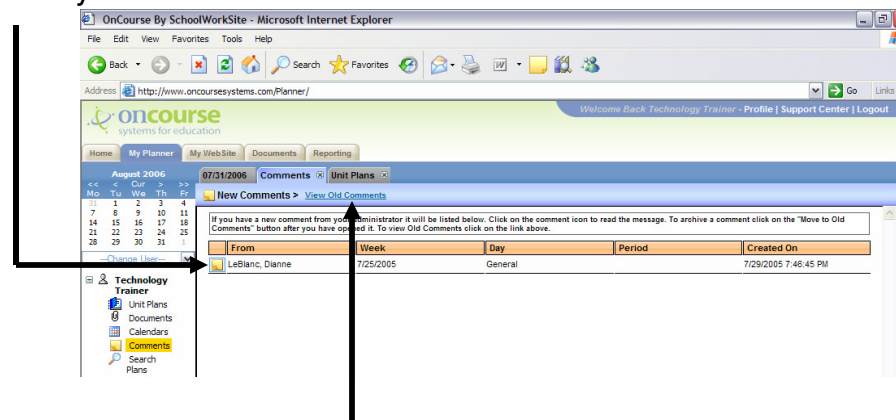 OnCourse By SchoolWorkSite - Microsoft Internet Explorer
File Edit View Favorites Tools Help
Back Search Favorites
Address http://www.oncoursesystems.com/Planner/ Go Links
oncourse
systems for education
Welcome Back Technology Trainer - Profile | Support Center | Logout
Home My Planner My WebSite Documents Reporting
August 2006
<< < Cur > >>
Mo Tu We Th Fr
31 1 2 3 4
7 8 9 10 11
14 15 16 17 18
21 22 23 24 25
28 29 30 31 1
--Change User--
Technology
Trainer
Unit Plans
Documents
Calendars
Comments
Search
Plans
07/31/2006 Comments Unit Plans
New Comments > View Old Comments
If you have a new comment from your administrator it will be listed below. Click on the comment icon to read the message. To archive a comment click on the "Move to Old
Comments" button after you have opened it. To view Old Comments click on the link above.
From Week Day Period Created On
LeBlanc, Dianne 7/25/2005 General 7/29/2005 7:46:45 PM